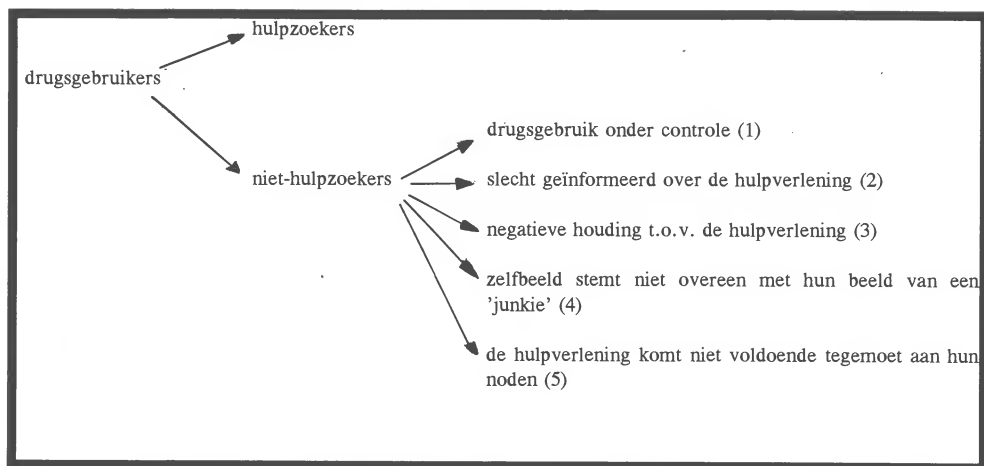 hulpzoekers
drugsgebruikers
drugsgebruik onder controle (1)
niet-hulpzoekers
slecht geïnformeerd over de hulpverlening (2)
negatieve houding t.o.v. de hulpverlening (3)
zelfbeeld stemt niet overeen met hun beeld van een
'junkie' (4)
de hulpverlening komt niet voldoende tegemoet aan hun
noden (5)